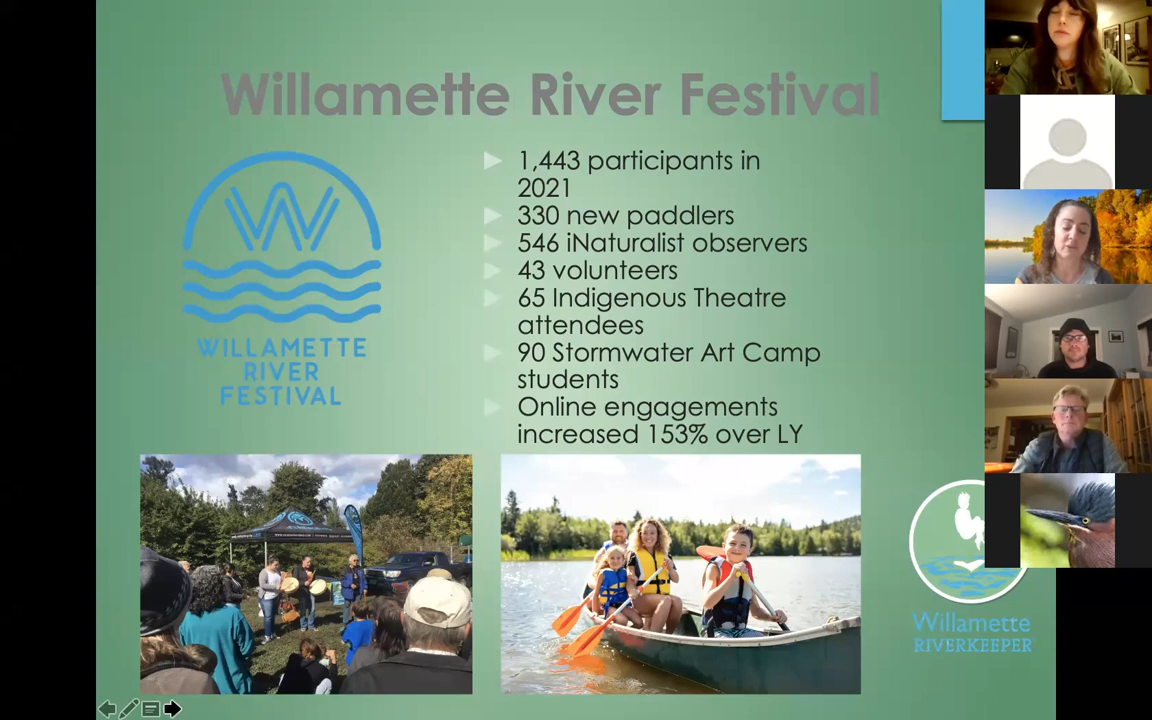 Willamette River Festival
WILLAMETTE
RIVER
FESTIVAL
1,443 participants in
2021
330 new paddlers
546 iNaturalist observers
43 volunteers
65 Indigenous Theatre
attendees
90 Stormwater Art Camp
students
Online engagements
increased 153% over LY
Willamette
RIVERKEEPER